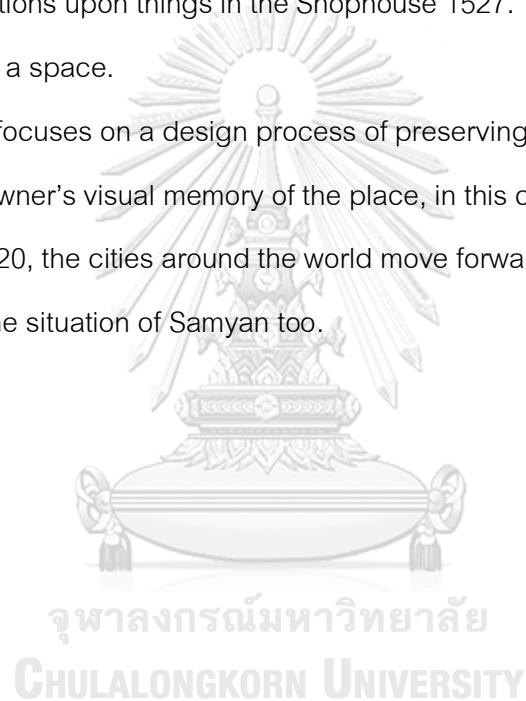 tions upon things in the Shophouse 1527.
a space.
focuses on a design process of preserving
wner's visual memory of the place, in this
20, the cities around the world move
ne situation of Samyan too.
จุฬาลงกรณ์มหาวิทยาลัย
CHULALONGKORN UNIVERSITY